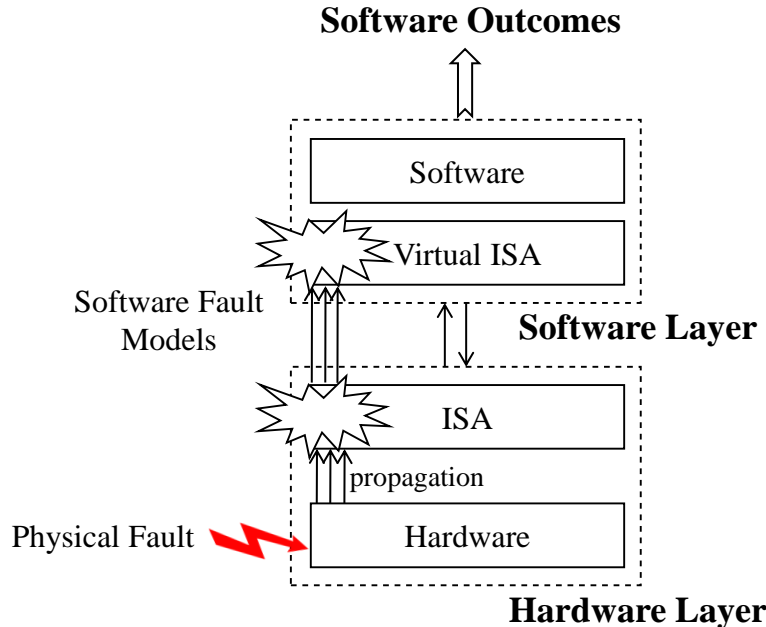 Software Outcomes
Software
Virtual ISA
Software Fault
Models
Software Layer
ISA
propagation
Physical Fault
Hardware
Hardware Layer